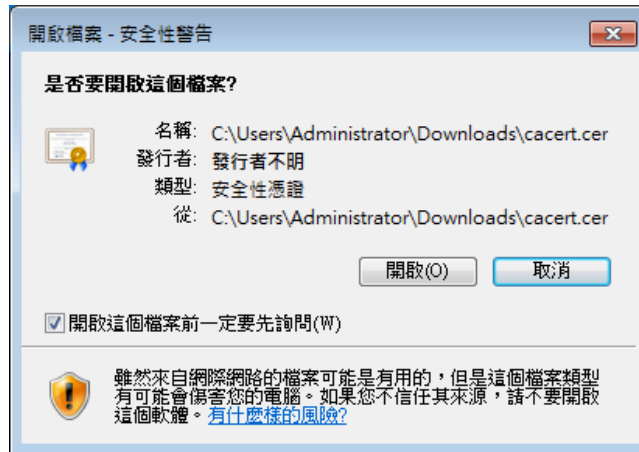 開啟檔案 - 安全性警告
是否要開啟這個檔案?
名稱: C:\Users\Administrator\Downloads\cacert.cer
發行者: 發行者不明
類型: 安全性憑證
從: C:\Users\Administrator\Downloads\cacert.cer
開啟(O) 取消
開啟這個檔案前一定要先詢問(W)
雖然來自網際網路的檔案可能是有用的，但是這個檔案類型
有可能會傷害您的電腦。如果您不信任其來源，請不要開啟
這個軟體。有什麼樣的風險?